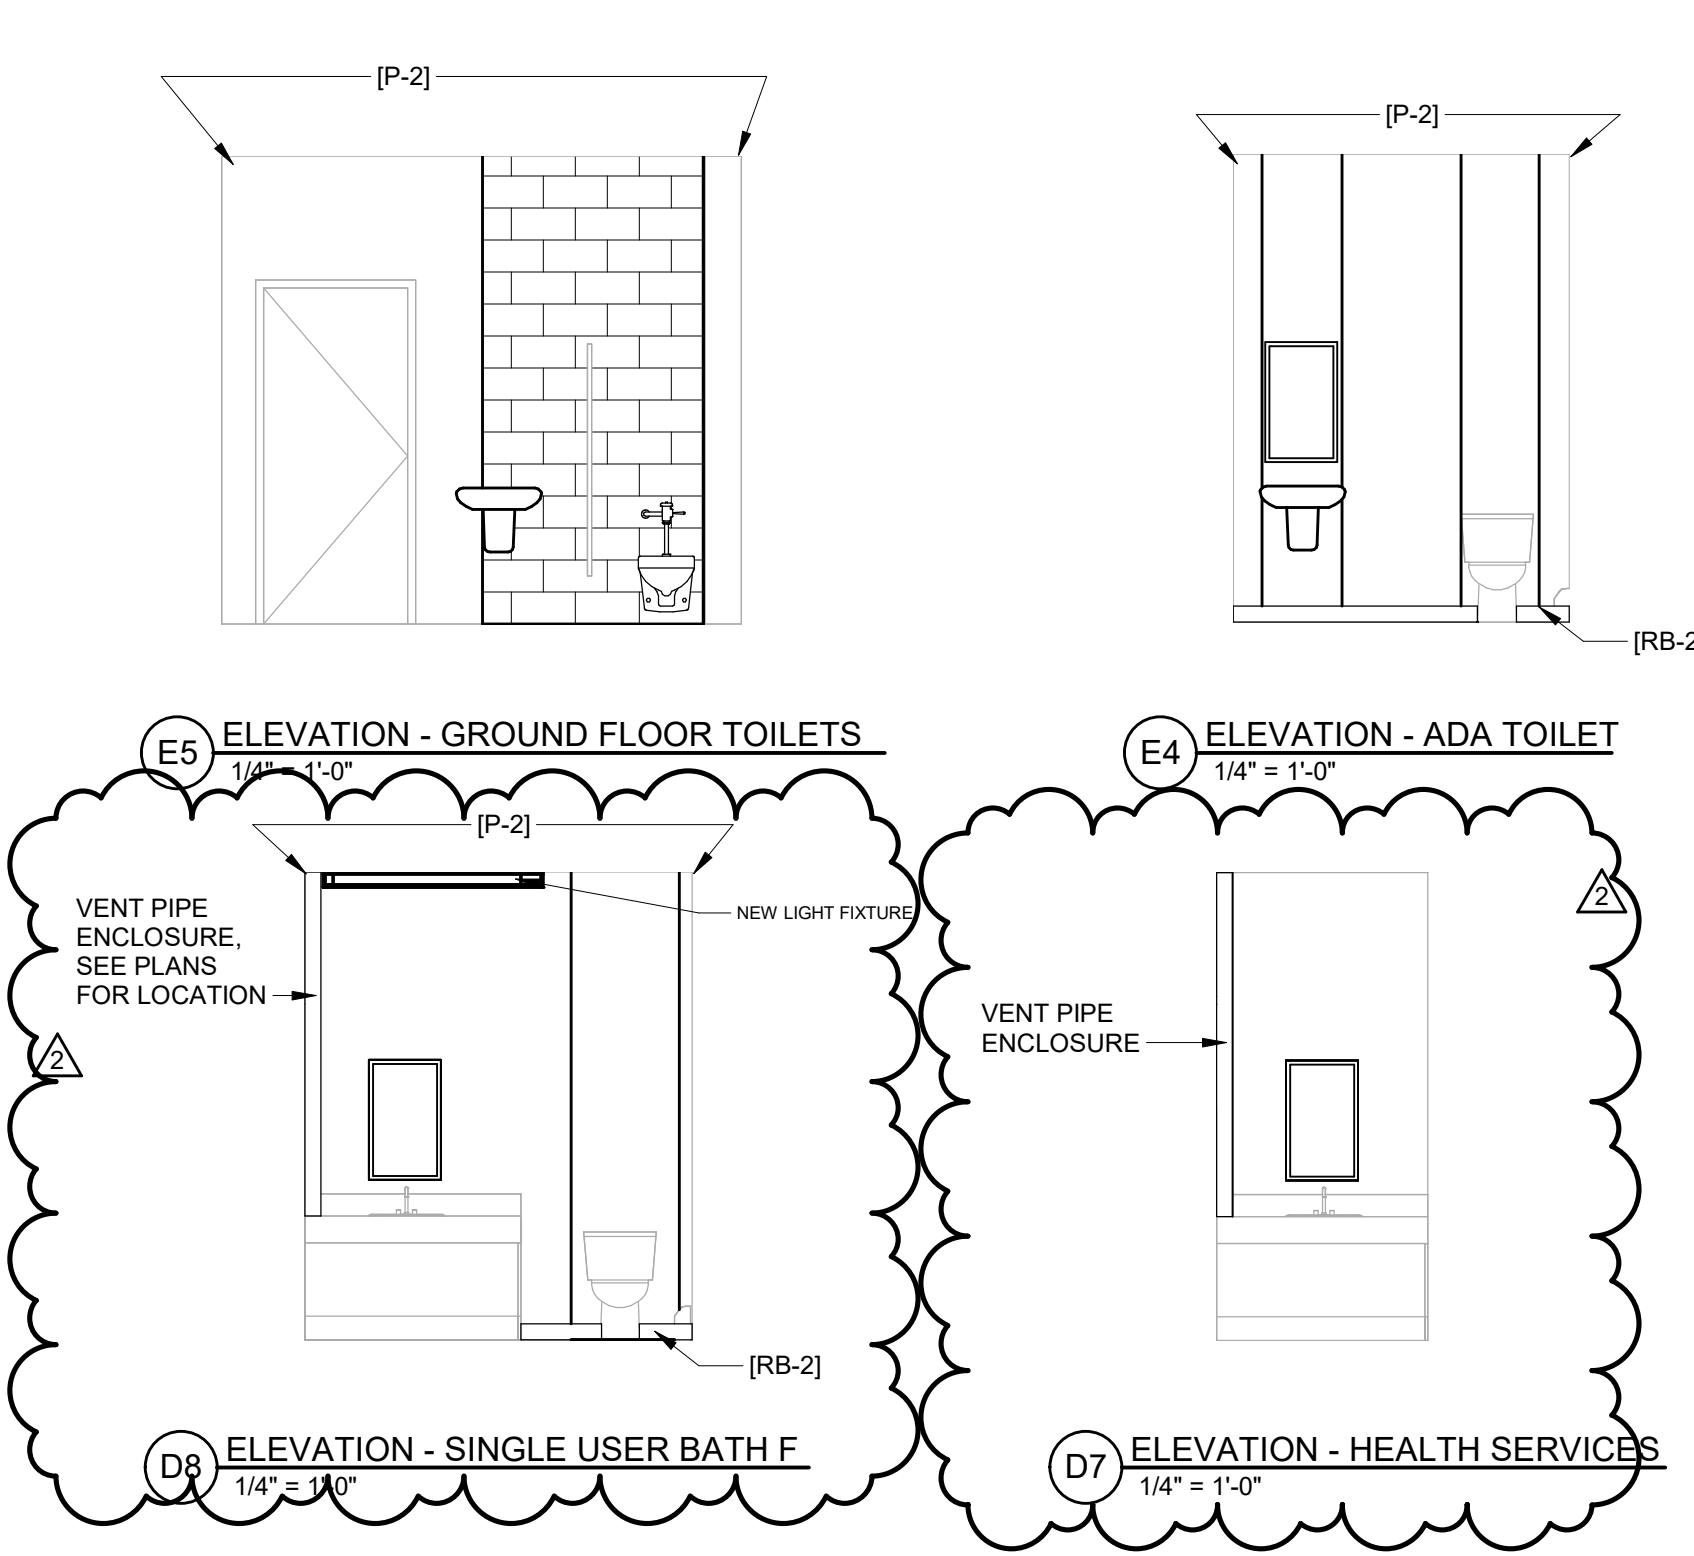 [P-2]
[P-2]
[RB-2
E5
ELEVATION - GROUND FLOOR TOILETS
1/4" = 1'-0"
E4
ELEVATION - ADA TOILET
1/4" = 1'-0"
[P-2]
NEW LIGHT FIXTURE
VENT PIPE
ENCLOSURE,
SEE PLANS
FOR LOCATION
2
[RB-2]
D8
ELEVATION - SINGLE USER BATH F
1/4" = 1'-0"
2
VENT PIPE
ENCLOSURE
D7
ELEVATION - HEALTH SERVICES
1/4" = 1'-0"